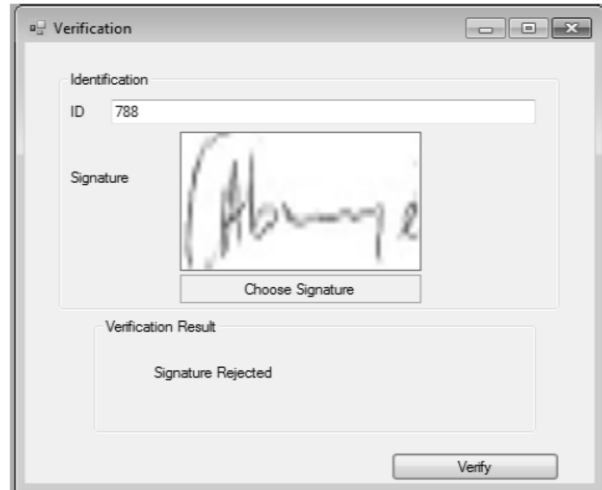 Verification
Identification
ID 788
Signature
Choose Signature
Verification Result
Signature Rejected
Verify